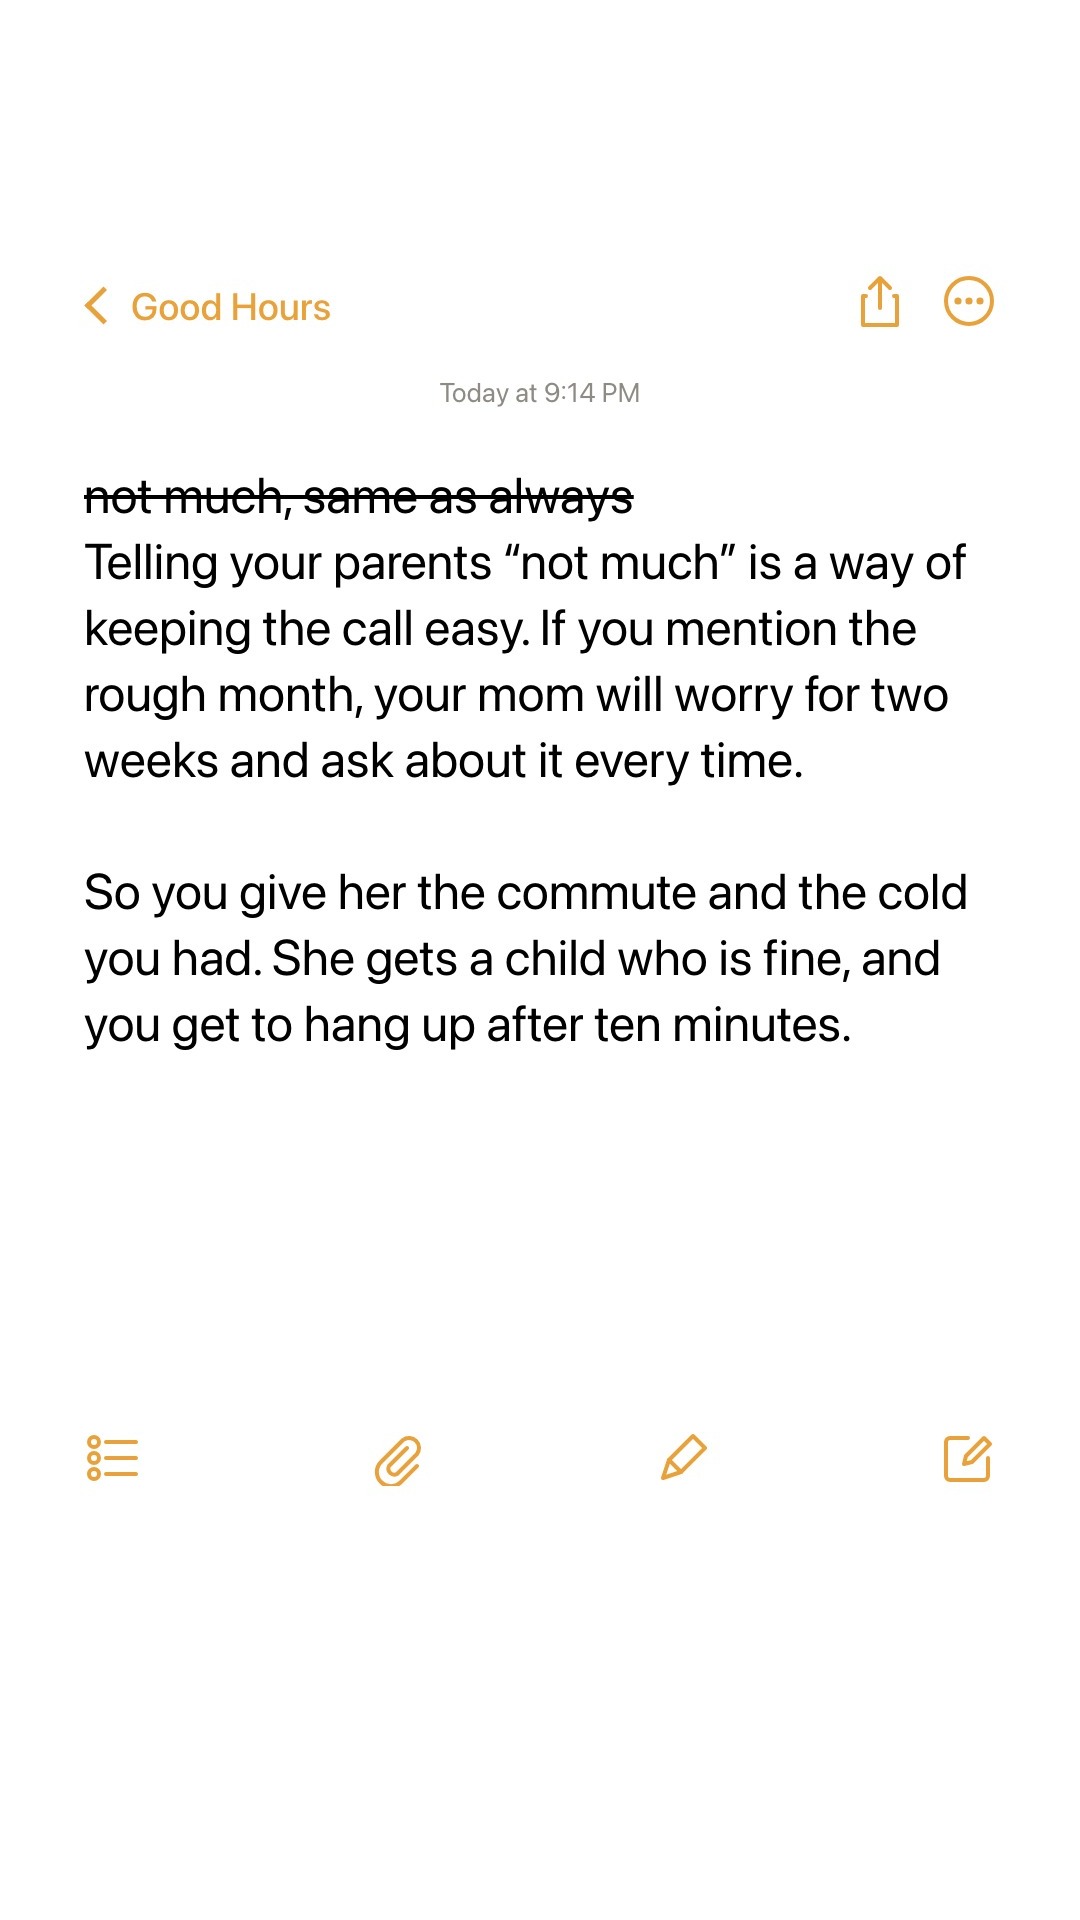 Good Hours
Today at 9:14 PM
not much, same as always
Telling your parents “not much” is a way of
keeping the call easy. If you mention the
rough month, your mom will worry for two
weeks and ask about it every time.
So you give her the commute and the cold
you had. She gets a child who is fine, and
you get to hang up after ten minutes.